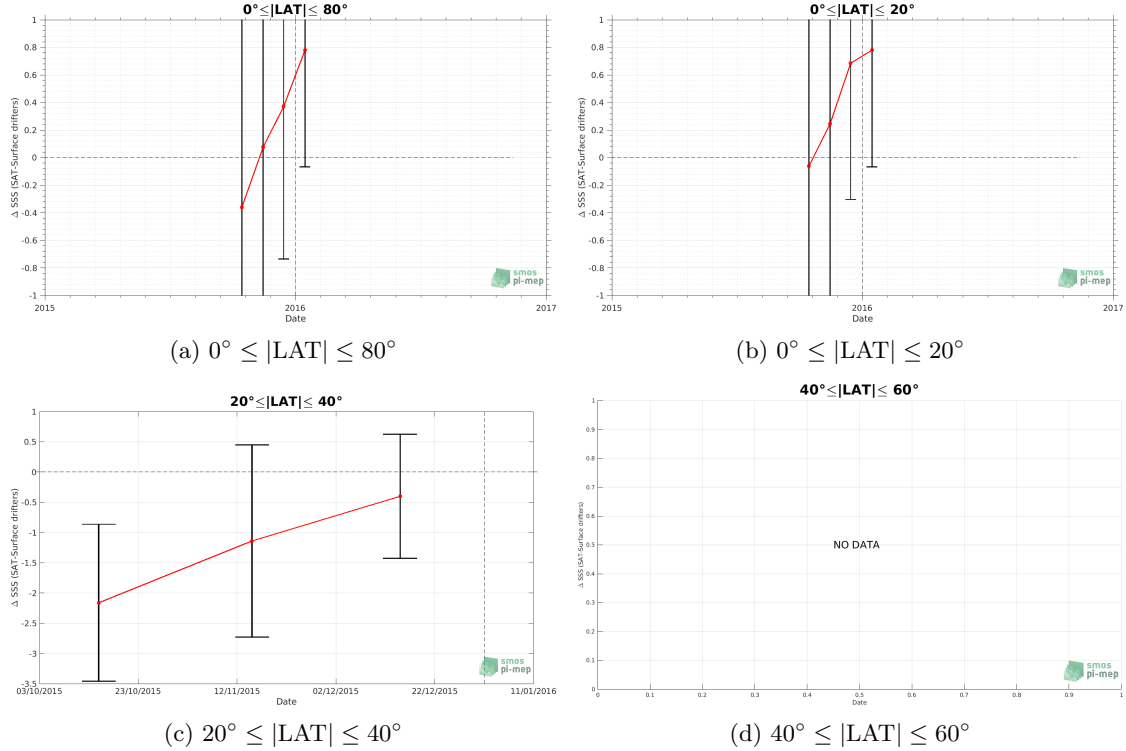 0°≤|LAT|≤ 80°
1
0.8
0.6
0.4
0.2
0
-0.2
-0.4
-0.6
-0.8
-1
Δ SSS (SAT-Surface drifters)
2015
2016
2017
Date
smos
pi-mep
(a) 0° ≤ |LAT| ≤ 80°
0°≤|LAT|≤ 20°
1
0.8
0.6
0.4
0.2
0
-0.2
-0.4
-0.6
-0.8
-1
Δ SSS (SAT-Surface drifters)
2015
2016
2017
Date
smos
pi-mep
(b) 0° ≤ |LAT| ≤ 20°
20°≤|LAT|≤ 40°
1
0.5
0
-0.5
-1
-1.5
-2
-2.5
-3
-3.5
Δ SSS (SAT-Surface drifters)
03/10/2015
23/10/2015
12/11/2015
02/12/2015
22/12/2015
11/01/2016
Date
smos
pi-mep
(c) 20° ≤ |LAT| ≤ 40°
40°≤|LAT|≤ 60°
1
0.9
0.8
0.7
0.6
0.5
0.4
0.3
0.2
0.1
0
Δ SSS (SAT-Surface drifters)
NO DATA
0
0.1
0.2
0.3
0.4
0.5
0.6
0.7
0.8
0.9
1
Date
smos
pi-mep
(d) 40° ≤ |LAT| ≤ 60°